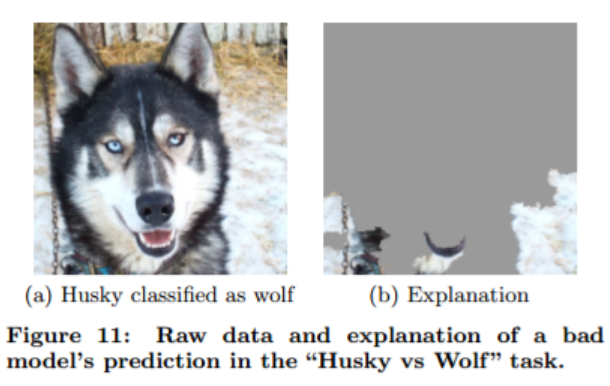 (a) Husky classified as wolf
(b) Explanation
Figure 11: Raw data and explanation of a bad
model's prediction in the “Husky vs Wolf” task.